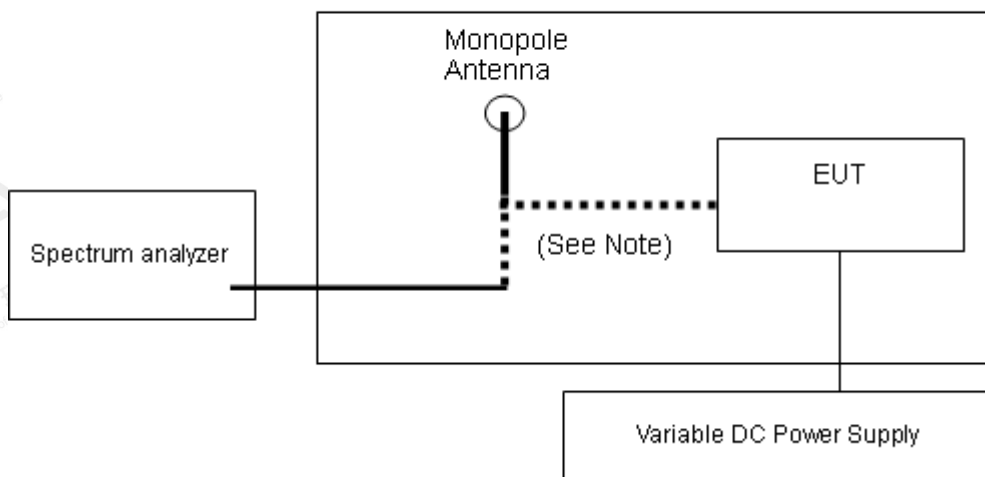 Monopole
Antenna
EUT
(See Note)
Spectrum analyzer
Variable DC Power Supply